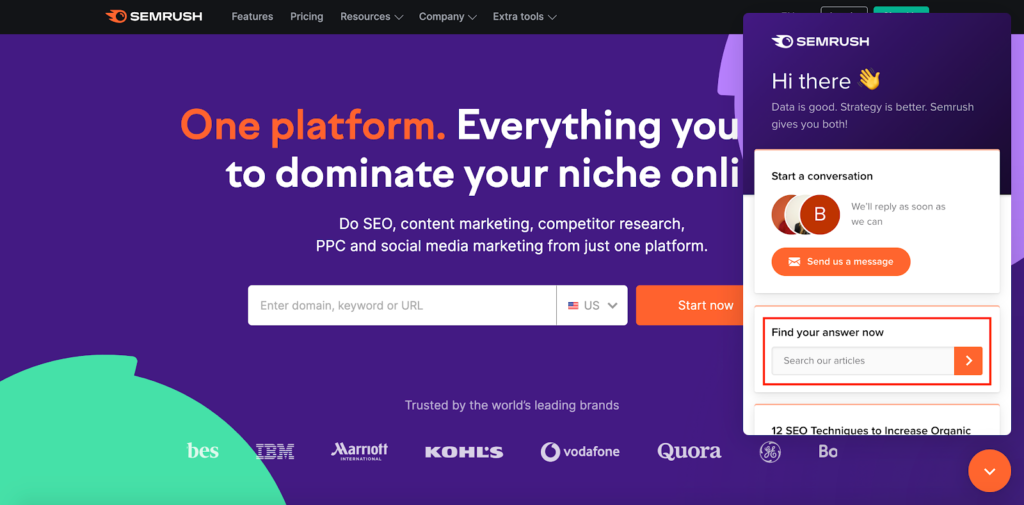 SEMRUSH
Features Pricing Resources Company Extra tools
One platform. Everything you
to dominate your niche onli
Do SEO, content marketing, competitor research,
PPC and social media marketing from just one platform.
Enter domain, keyword or URL
US
Start now
Trusted by the world's leading brands
bes IBM Marriott INTERNATIONAL KOHL'S vodafone Quora GE Bo
SEMRUSH
Hi there 👋
Data is good. Strategy is better. Semrush
gives you both!
Start a conversation
B
We'll reply as soon as
we can
Send us a message
Find your answer now
Search our articles
12 SEO Techniques to Increase Organic